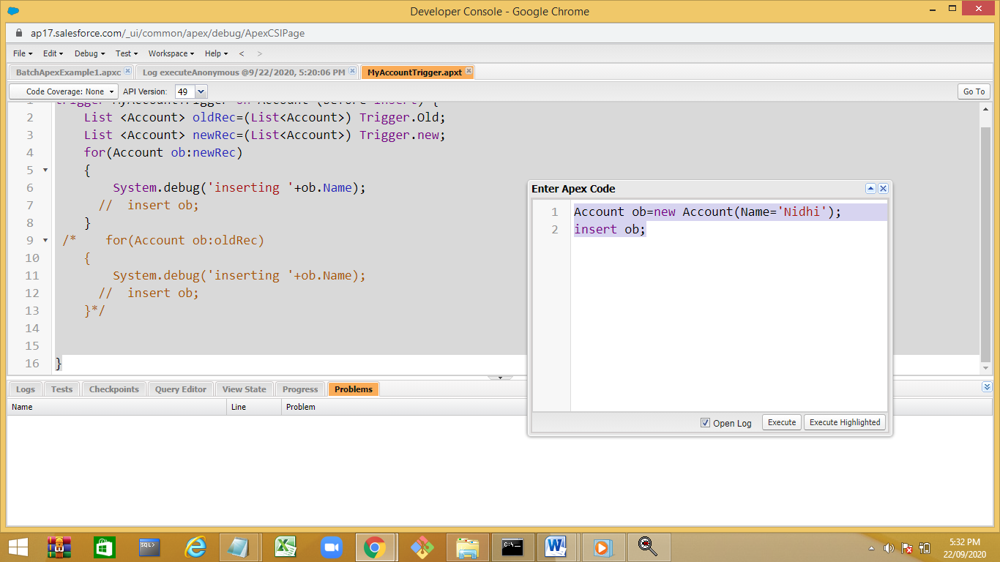 Developer Console - Google Chrome
ap17.salesforce.com/_ui/common/apex/debug/ApexCSIPage
File Edit Debug Test Workspace Help < >
BatchApexExample1.apxc Log executeAnonymous @9/22/2020, 5:20:06 PM MyAccountTrigger.apxt
Code Coverage: None API Version: 49 Go To
1 trigger MyAccountTrigger on Account (before insert) {
2 List <Account> oldRec=(List<Account>) Trigger.Old;
3 List <Account> newRec=(List<Account>) Trigger.new;
4 for(Account ob:newRec)
5 {
6 System.debug('inserting '+ob.Name);
7 // insert ob;
8 }
9 /* for(Account ob:oldRec)
10 {
11 System.debug('inserting '+ob.Name);
12 // insert ob;
13 }*/
14
15
16 }
Enter Apex Code
1 Account ob=new Account(Name='Nidhi');
2 insert ob;
Open Log Execute Execute Highlighted
Logs Tests Checkpoints Query Editor View State Progress Problems
Name Line Problem
SQL>
C:\
5:32 PM
22/09/2020